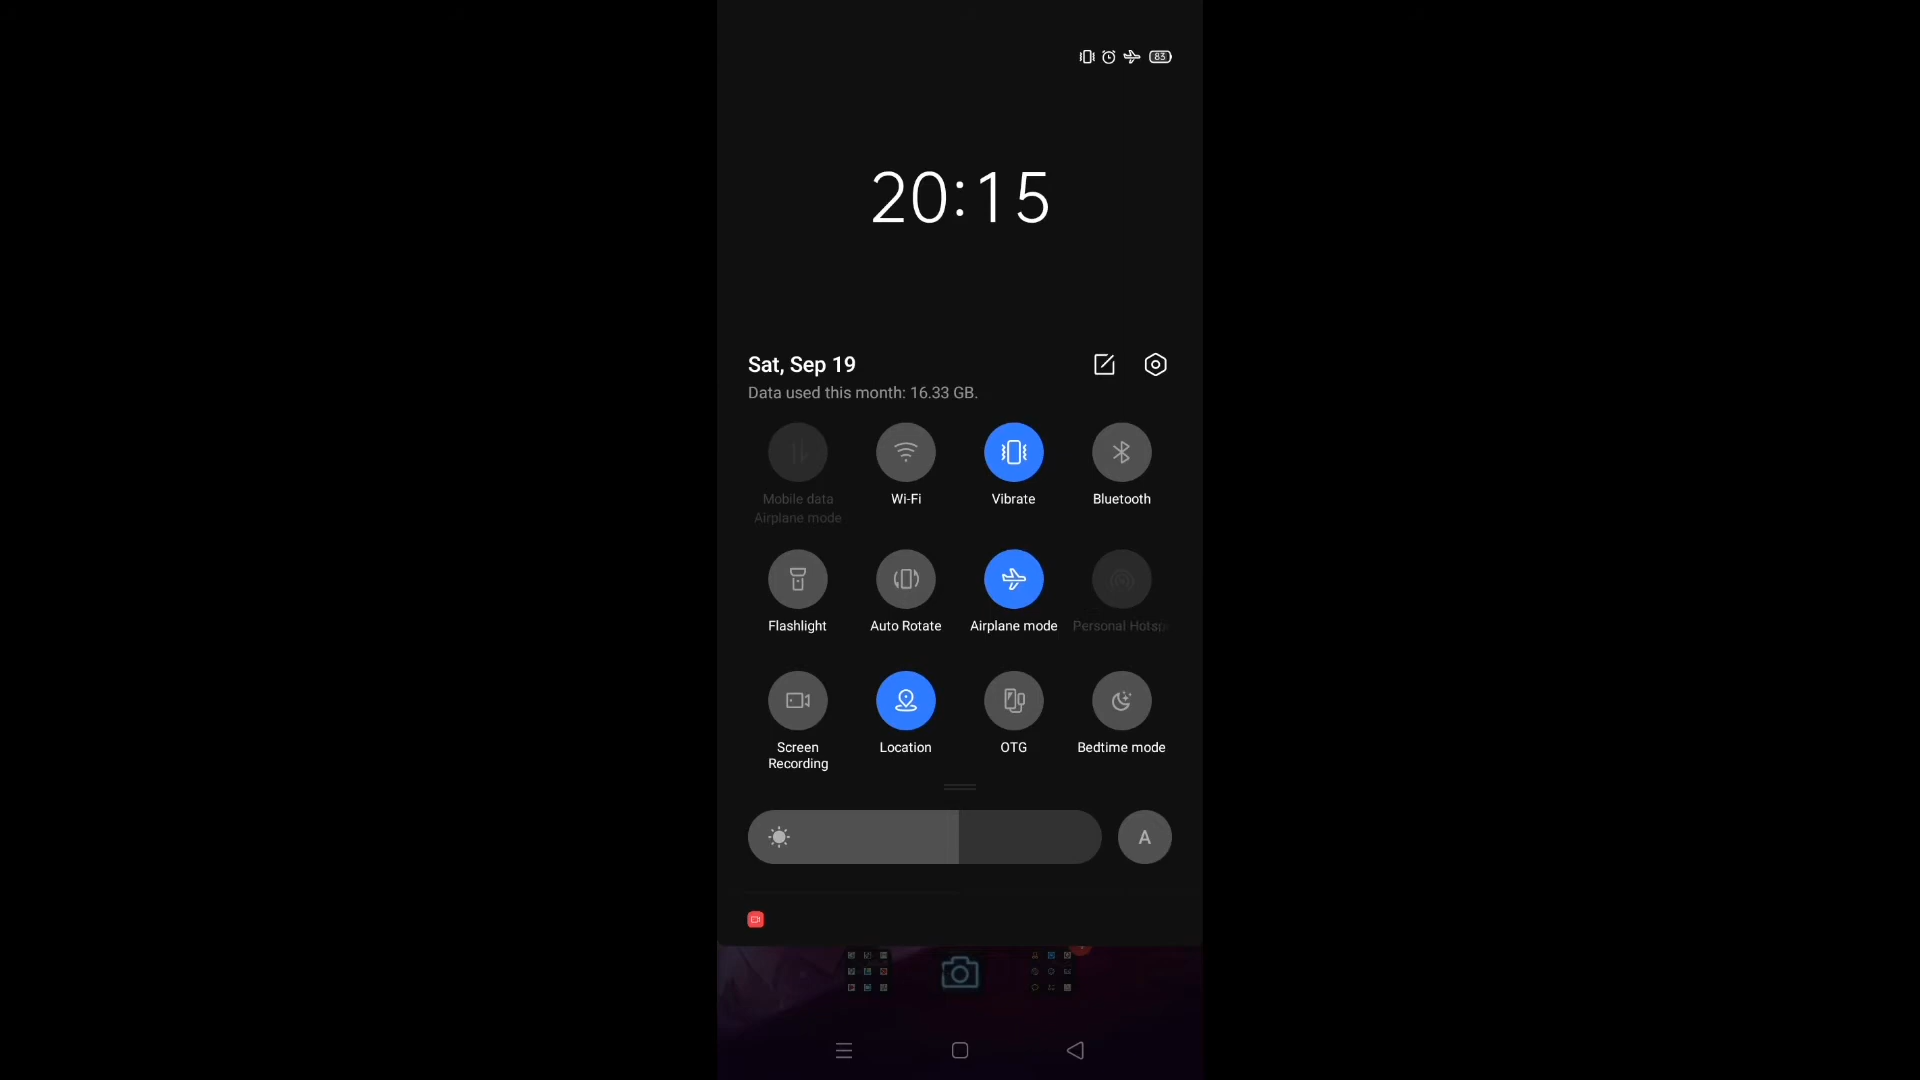 83
20:15
Sat, Sep 19
Data used this month: 16.33 GB.
Mobile data
Airplane mode
Wi-Fi
Vibrate
Bluetooth
Flashlight
Auto Rotate
Airplane mode
Personal Hotsp
Screen
Recording
Location
OTG
Bedtime mode
A